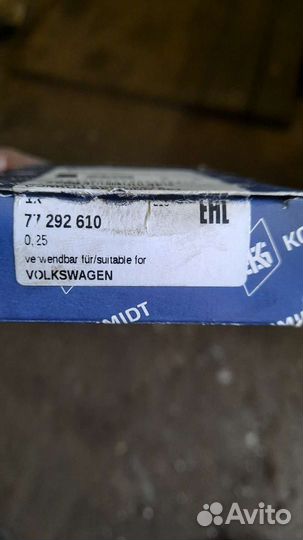 1x
77 292 610
0,25
verwendbar für/suitable for
VOLKSWAGEN
EAC
KS
KO
MIDT
Avito